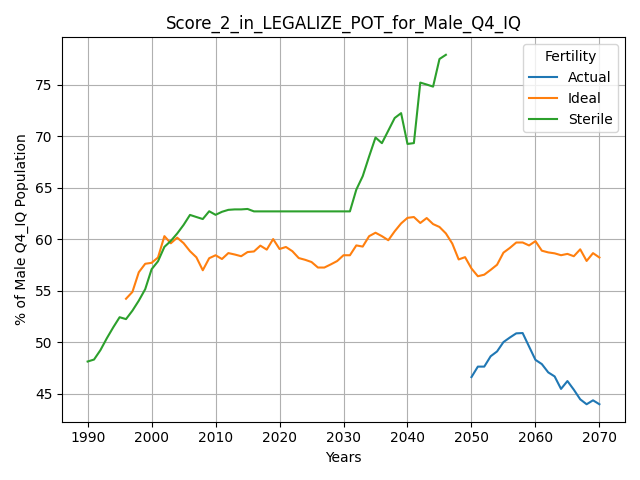 Score_2_in_LEGALIZE_POT_for_Male_Q4_IQ
% of Male Q4_IQ Population
75
70
65
60
55
50
45
Fertility
Actual
Ideal
Sterile
1990 2000 2010 2020 2030 2040 2050 2060 2070
Years